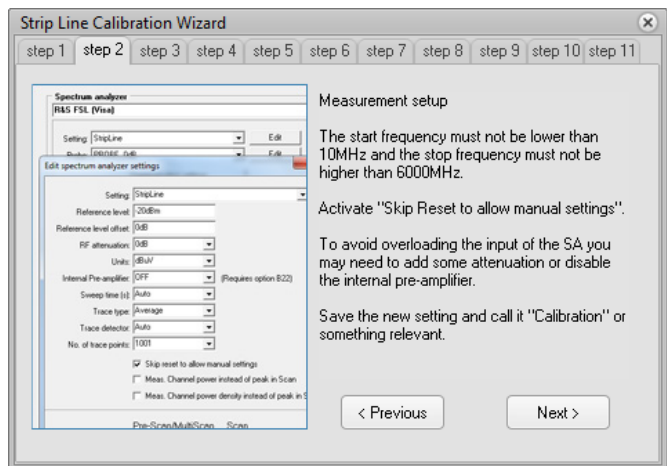 Strip Line Calibration Wizard
step 1 step 2 step 3 step 4 step 5 step 6 step 7 step 8 step 9 step 10 step 11
Spectrum analyzer
R&S FSL (Visa)
Setting: StripLine Edit
Edit spectrum analyzer settings
Setting: StripLine
Reference level: -20dBm
Reference level offset: 0dB
RF attenuation: 0dB
Units: dBuV
Internal Pre-amplifier: OFF (Requires option B22)
Sweep time [s]: Auto
Trace type: Average
Trace detector: Auto
No. of trace points: 1001
Skip reset to allow manual settings
Meas. Channel power instead of peak in Scan
Meas. Channel power density instead of peak in S
Pre-Scan/MultiScan Scan
Measurement setup
The start frequency must not be lower than
10MHz and the stop frequency must not be
higher than 6000MHz.
Activate "Skip Reset to allow manual settings".
To avoid overloading the input of the SA you
may need to add some attenuation or disable
the internal pre-amplifier.
Save the new setting and call it "Calibration" or
something relevant.
< Previous
Next >